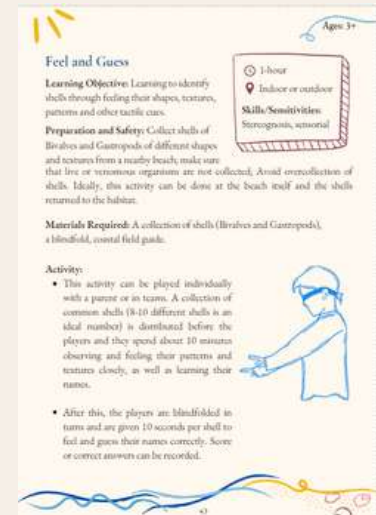 Ages: 3+
Feel and Guess
Learning Objective: Learning to identify
shells through feeling their shapes, textures,
patterns and other tactile cues.
Preparation and Safety: Collect shells of
Bivalves and Gastropods of different shapes
and textures from a nearby beach; make sure
that live or venomous organisms are not collected; Avoid overcollection of
shells. Ideally, this activity can be done at the beach itself and the shells
returned to the habitat.
1-hour
Indoor or outdoor
Skills/Sensitivities:
Stereognosis, sensorial
Materials Required: A collection of shells (Bivalves and Gastropods),
a blindfold, coastal field guide.
Activity:
• This activity can be played individually
with a parent or in teams. A collection of
common shells (8-10 different shells is an
ideal number) is distributed before the
players and they spend about 10 minutes
observing and feeling their patterns and
textures closely, as well as learning their
names.
• After this, the players are blindfolded in
turns and are given 10 seconds per shell to
feel and guess their names correctly. Score
or correct answers can be recorded.